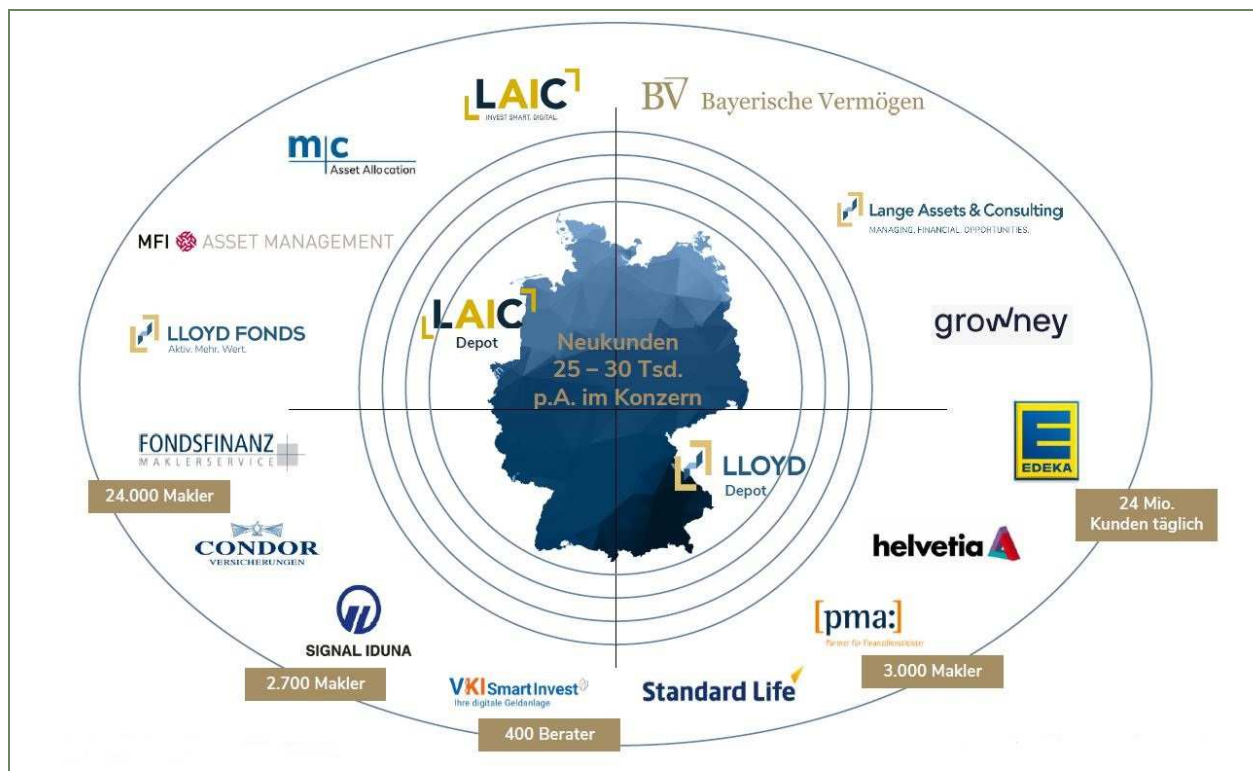 LAIC
INVEST SMART. DIGITAL.
BV Bayerische Vermögen
m|c
Asset Allocation
Lange Assets & Consulting
MANAGING. FINANCIAL. OPPORTUNITIES.
MFI ASSET MANAGEMENT
LAIC
Depot
growney
LLOYD FONDS
Aktiv. Mehr. Wert.
Neukunden
25 – 30 Tsd.
p.A. im Konzern
E
EDEKA
FONDSFINANZ
MAKLERSERVICE
24.000 Makler
LLOYD
Depot
24 Mio.
Kunden täglich
CONDOR
VERSICHERUNGEN
helvetia
SIGNAL IDUNA
2.700 Makler
[pma:]
Partner für Finanzdienstleister
3.000 Makler
VKI SmartInvest
Ihre digitale Geldanlage
400 Berater
Standard Life